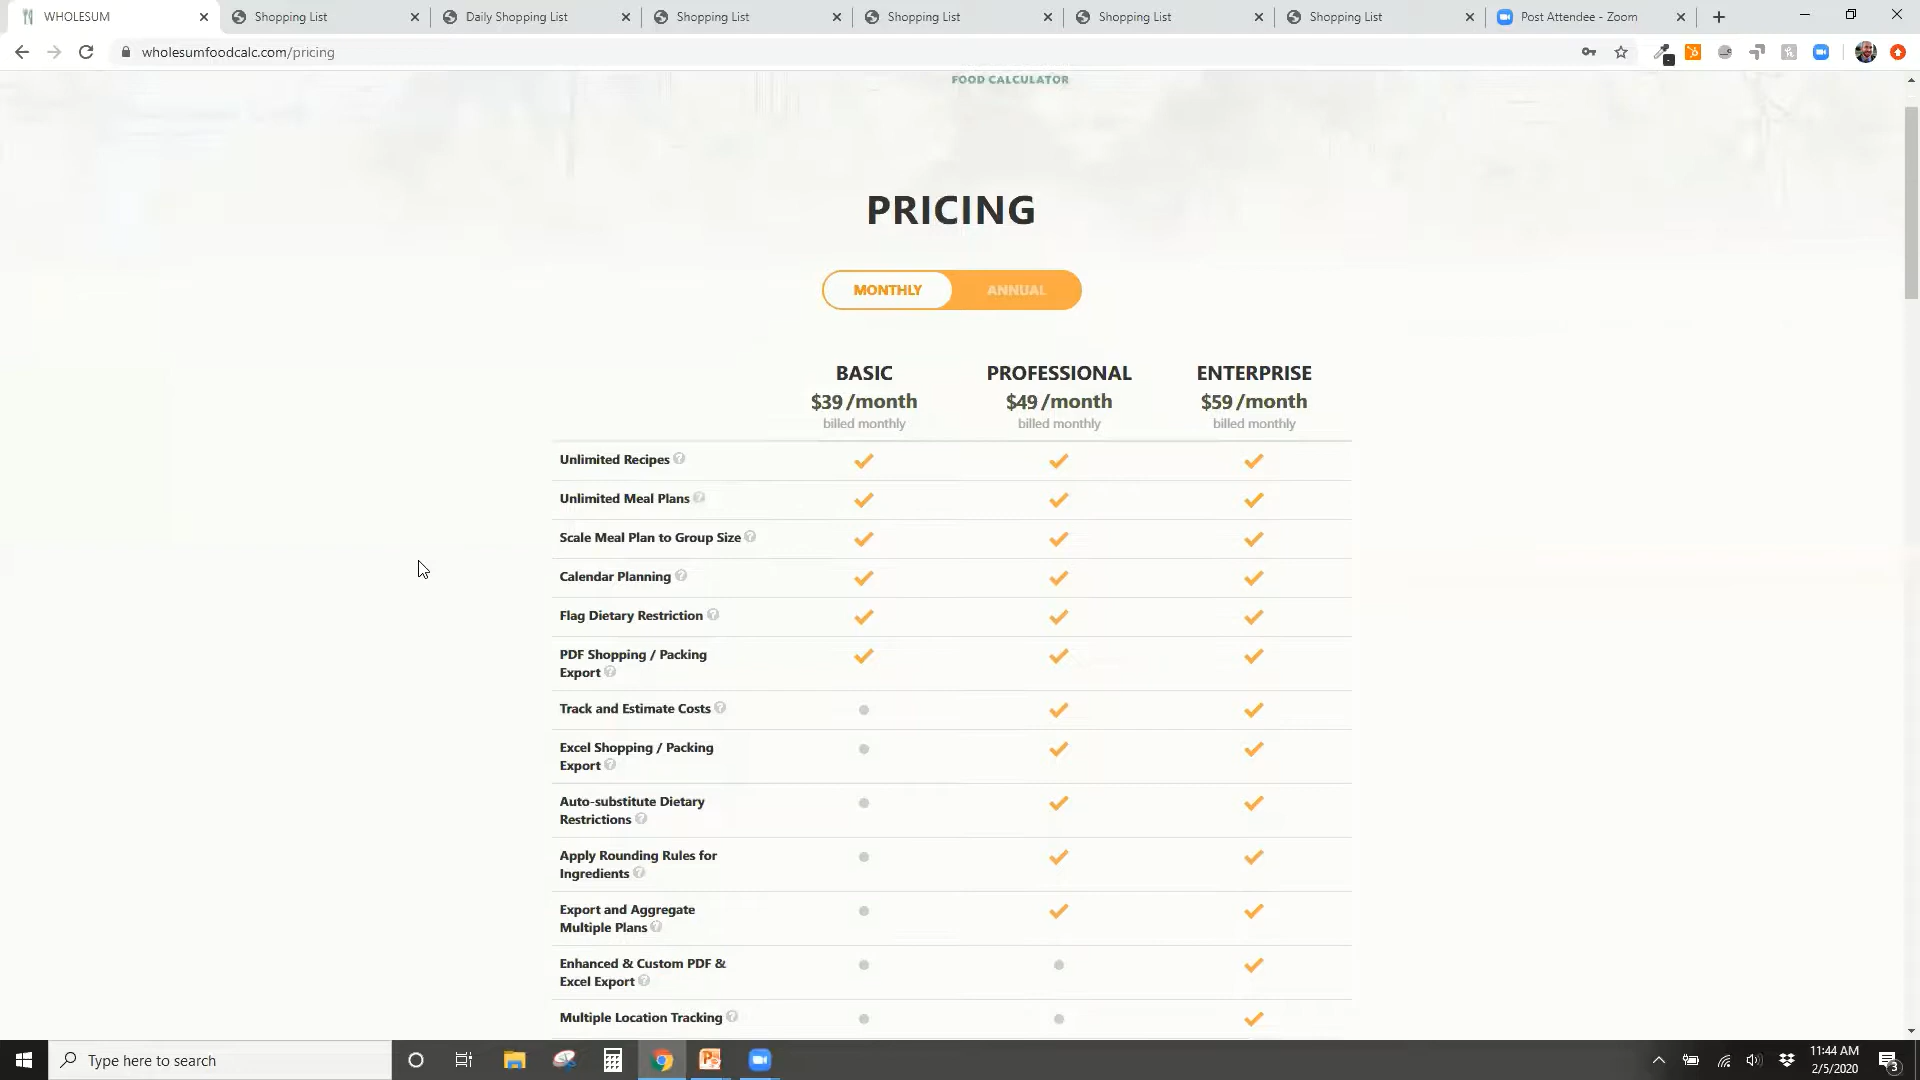 WHOLESUM
Shopping List
Daily Shopping List
Shopping List
Shopping List
Shopping List
Shopping List
Post Attendee - Zoom
wholesumfoodcalc.com/pricing
FOOD CALCULATOR
PRICING
MONTHLY
ANNUAL
BASIC
PROFESSIONAL
ENTERPRISE
$39 /month
$49 /month
$59 /month
billed monthly
billed monthly
billed monthly
Unlimited Recipes ?
Unlimited Meal Plans ?
Scale Meal Plan to Group Size ?
Calendar Planning ?
Flag Dietary Restriction ?
PDF Shopping / Packing
Export ?
Track and Estimate Costs ?
Excel Shopping / Packing
Export ?
Auto-substitute Dietary
Restrictions ?
Apply Rounding Rules for
Ingredients ?
Export and Aggregate
Multiple Plans ?
Enhanced & Custom PDF &
Excel Export ?
Multiple Location Tracking ?
Type here to search
11:44 AM
2/5/2020
3